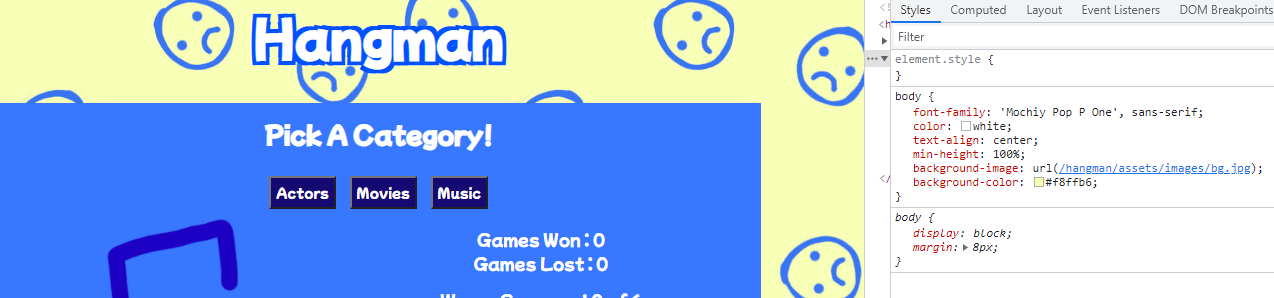 Hangman
Pick A Category!
Actors Movies Music
Games Won : 0
Games Lost : 0
Styles Computed Layout Event Listeners DOM Breakpoints
Filter
element.style {
}
body {
font-family: 'Mochiy Pop P One', sans-serif;
color: white;
text-align: center;
min-height: 100%;
background-image: url(/hangman/assets/images/bg.jpg);
background-color: #f8ffb6;
}
body {
display: block;
margin: 8px;
}
<!
<h
</